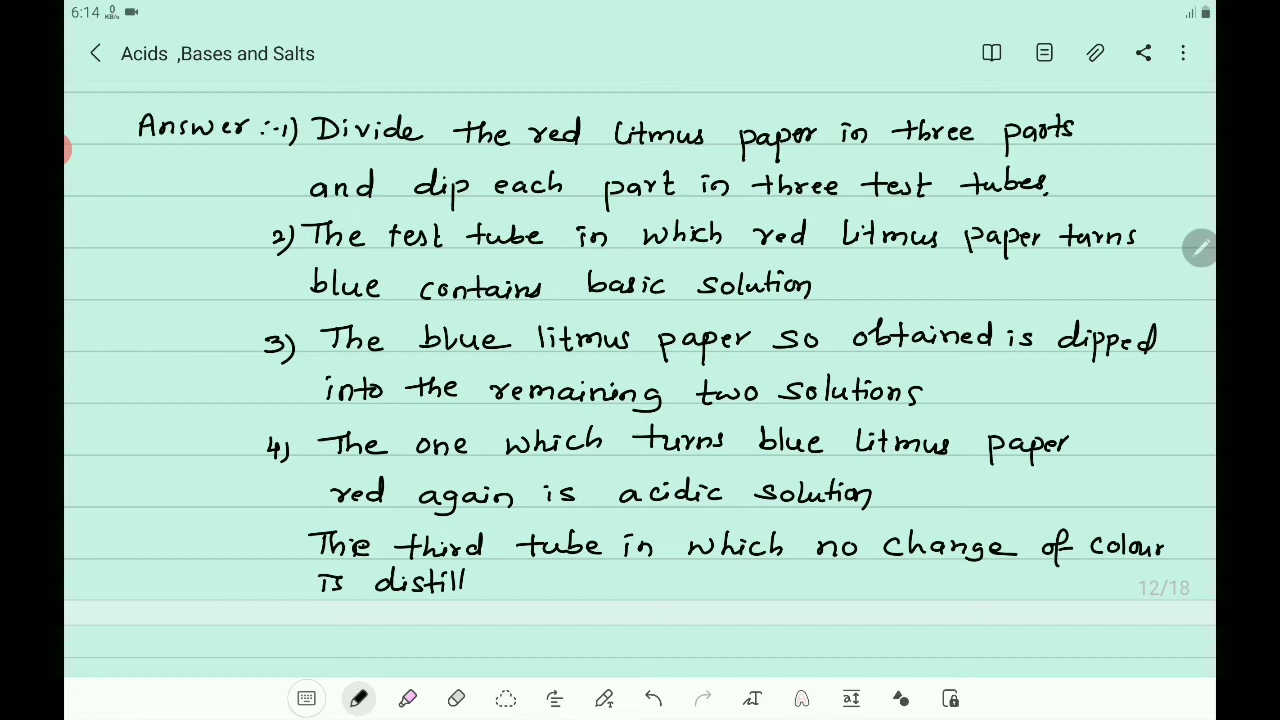 6:14 0 KB/s
Acids ,Bases and Salts
Answer :-1) Divide the red litmus paper in three parts
and dip each part in three test tubes.
2) The test tube in which red litmus paper turns
blue contains basic solution
3) The blue litmus paper so obtained is dipped
into the remaining two solutions
4) The one which turns blue litmus paper
red again is acidic solution
The third tube in which no change of colour
is distill
12/18